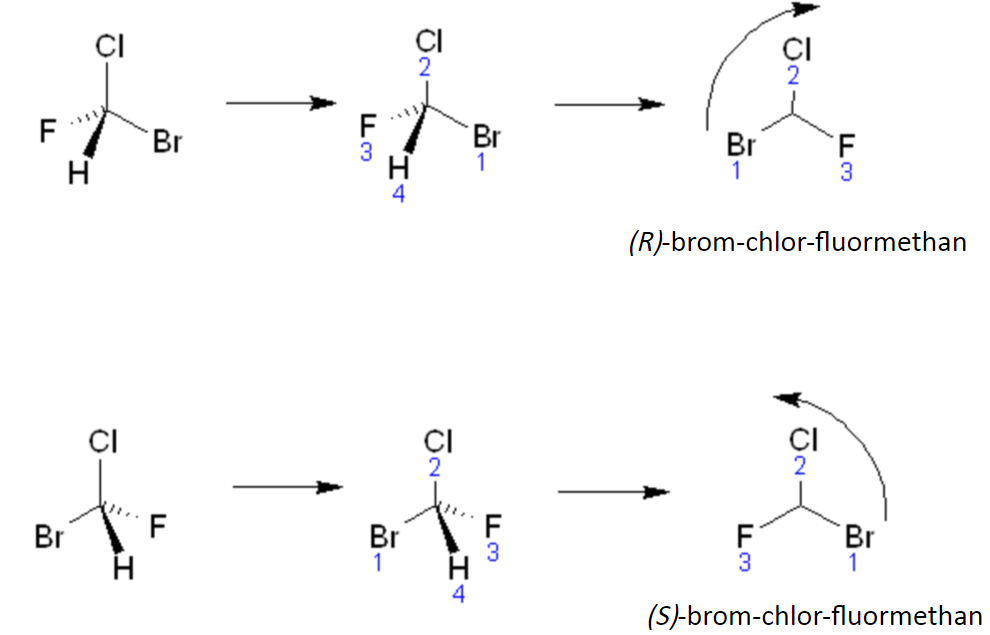 Cl
F
Br
H
Cl
2
F
3
Br
1
H
4
Cl
2
Br
1
F
3
(R)-brom-chlor-fluormethan
Cl
Br
F
H
Cl
2
Br
1
F
3
H
4
Cl
2
F
3
Br
1
(S)-brom-chlor-fluormethan